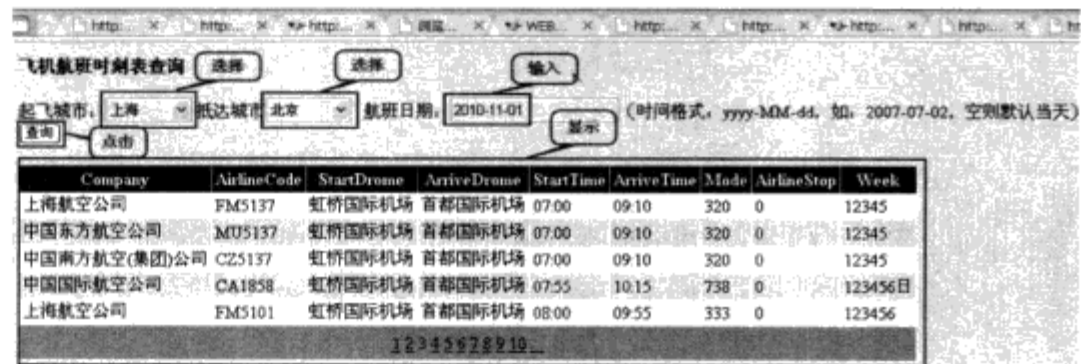 http:... http:... http:... WEB... http:... http:... http:... http:...
飞机航班时刻表查询 选择 选择 输入
起飞城市: 上海 抵达城市 北京 航班日期: 2010-11-01 (时间格式: yyyy-MM-dd, 如: 2007-07-02, 空则默认当天)
查询 点击 显示
Company AirlineCode StartDrome ArriveDrome StartTime ArriveTime Mode AirlineStop Week
上海航空公司 FM5137 虹桥国际机场 首都国际机场 07:00 09:10 320 0 12345
中国东方航空公司 MU5137 虹桥国际机场 首都国际机场 07:00 09:10 320 0 12345
中国南方航空(集团)公司 CZ5137 虹桥国际机场 首都国际机场 07:00 09:10 320 0 12345
中国国际航空公司 CA1858 虹桥国际机场 首都国际机场 07:55 10:15 738 0 123456日
上海航空公司 FM5101 虹桥国际机场 首都国际机场 08:00 09:55 333 0 123456
1 2 3 4 5 6 7 8 9 10 ...